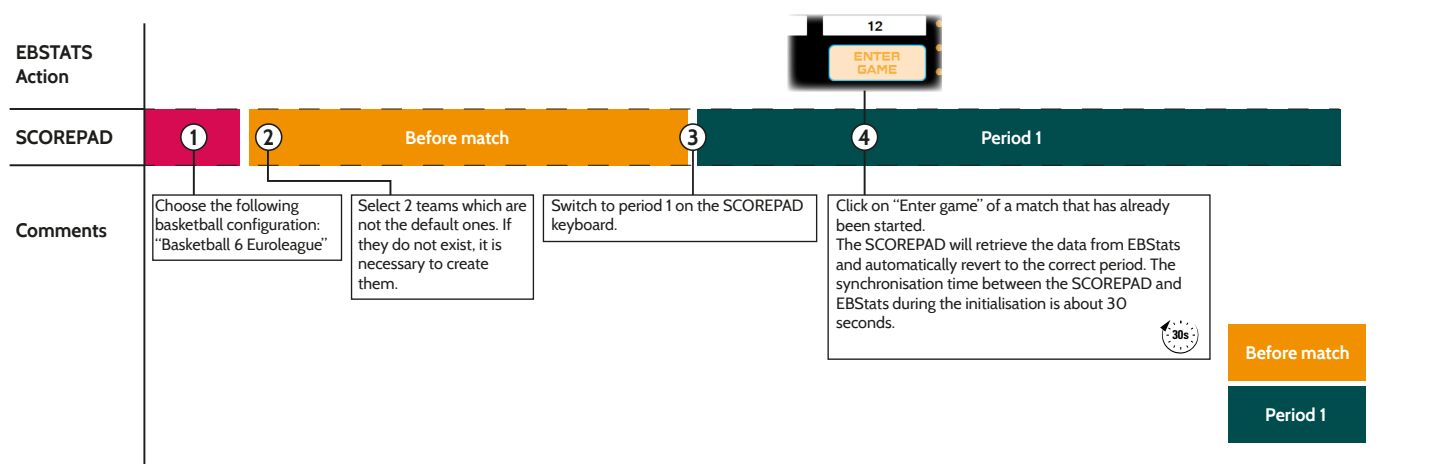 EBSTATS
Action
12
ENTER
GAME
SCOREPAD
1
2
Before match
3
4
Period 1
Comments
Choose the following
basketball configuration:
“Basketball 6 Euroleague”
Select 2 teams which are
not the default ones. If
they do not exist, it is
necessary to create
them.
Switch to period 1 on the SCOREPAD
keyboard.
Click on “Enter game” of a match that has already
been started.
The SCOREPAD will retrieve the data from EBStats
and automatically revert to the correct period. The
synchronisation time between the SCOREPAD and
EBStats during the initialisation is about 30
seconds.
30s
Before match
Period 1